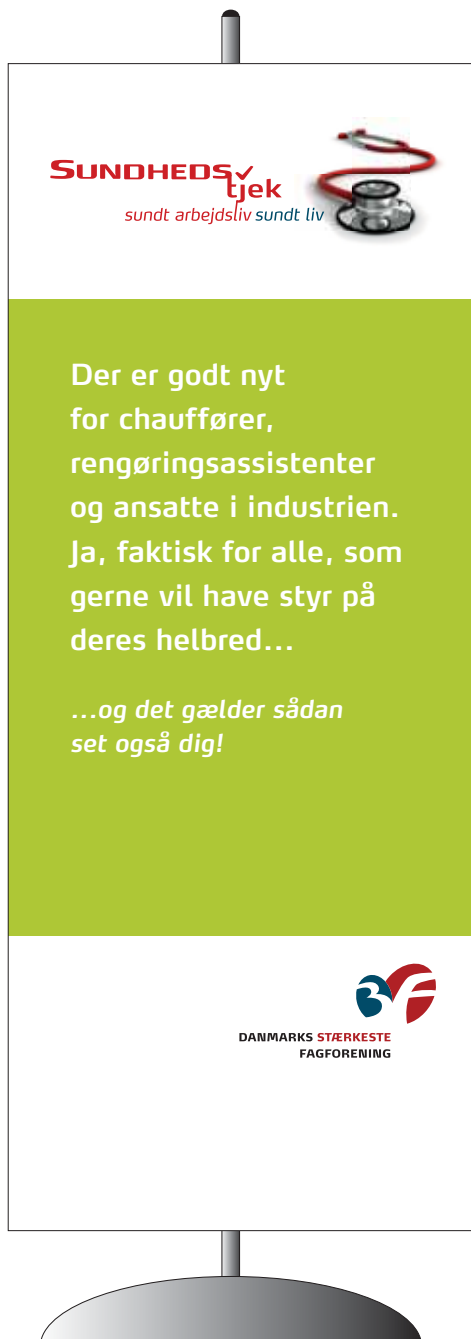 SUNDHEDS
tjek
sundt arbejdsliv sundt liv
Der er godt nyt
for chauffører,
rengøringsassistenter
og ansatte i industrien.
Ja, faktisk for alle, som
gerne vil have styr på
deres helbred...
...og det gælder sådan
set også dig!
3F
DANMARKS STÆRKESTE
FAGFORENING